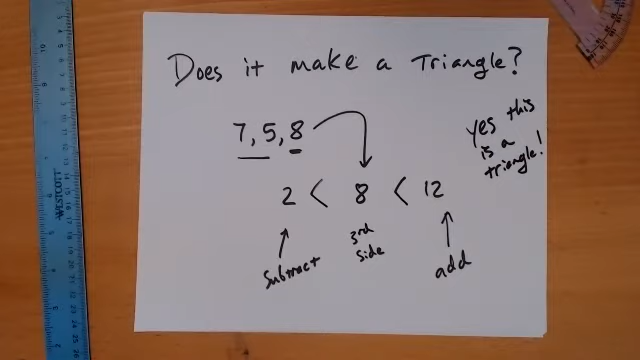 Does it make a Triangle?
7, 5, 8
yes this
is a
triangle!
2 < 8 < 12
subtract
3rd
side
add
WESTCOTT